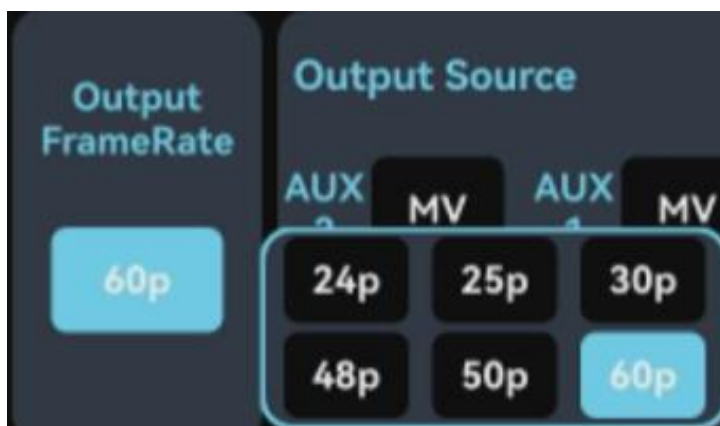 Output
FrameRate
60p
Output Source
AUX
MV
AUX
MV
24p
25p
30p
48p
50p
60p